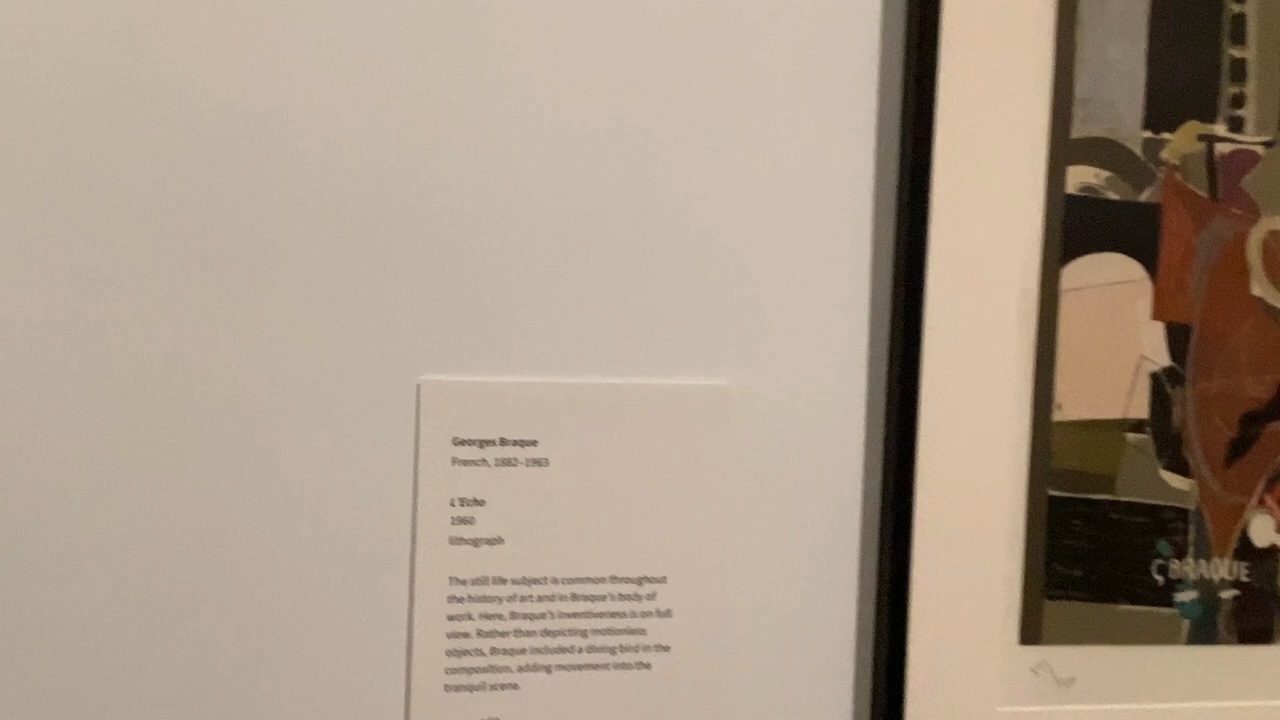 Georges Braque
French, 1882–1963
L'Echo
1960
lithograph
The still life subject is common throughout
the history of art and in Braque's body of
work. Here, Braque's inventiveness is on full
view. Rather than depicting motionless
objects, Braque included a diving bird in the
composition, adding movement into the
tranquil scene.
BRAQUE